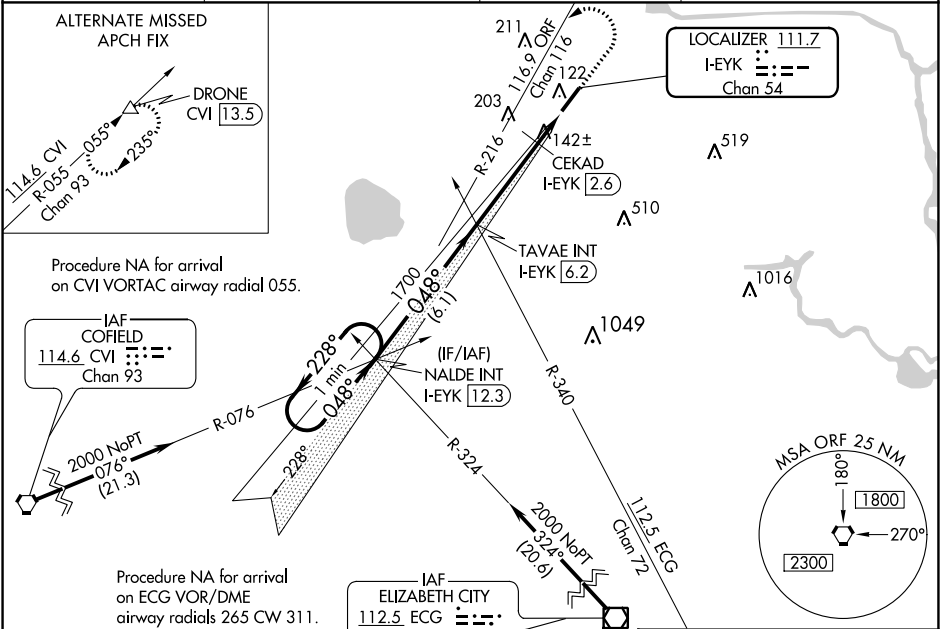 ALTERNATE MISSED
APCH FIX
DRONE
CVI 13.5
055°
235°
114.6 CVI
R-055
Chan 93
211
116.9 ORF
Chan 116
R-216
203
122
142±
LOCALIZER 111.7
I-EYK
Chan 54
CEKAD
I-EYK 2.6
519
510
TAVAE INT
I-EYK 6.2
1016
1049
Procedure NA for arrival
on CVI VORTAC airway radial 055.
IAF
COFIELD
114.6 CVI
Chan 93
1700
048°
(6.1)
228°
1 min
048°
(IF/IAF)
NALDE INT
I-EYK 12.3
R-340
R-076
2000 NoPT
076°
(21.3)
228°
R-324
2000 NoPT
324°
(20.6)
112.5 ECG
Chan 72
MSA ORF 25 NM
180°
1800
270°
2300
Procedure NA for arrival
on ECG VOR/DME
airway radials 265 CW 311.
IAF
ELIZABETH CITY
112.5 ECG